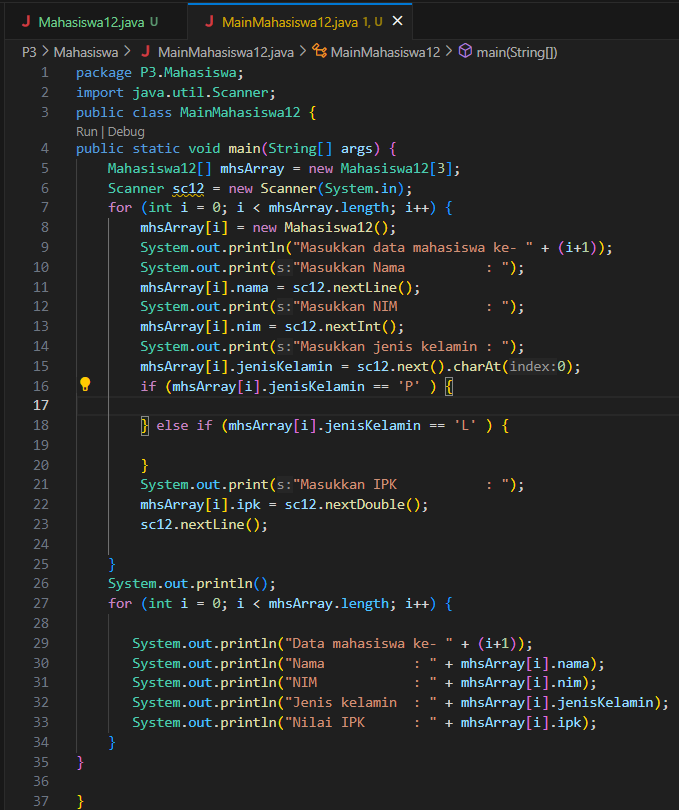 J Mahasiswa12.java U J MainMahasiswa12.java 1, U ×
P3 > Mahasiswa > J MainMahasiswa12.java > MainMahasiswa12 > main(String[])
1 package P3.Mahasiswa;
2 import java.util.Scanner;
3 public class MainMahasiswa12 {
Run | Debug
4 public static void main(String[] args) {
5 Mahasiswa12[] mhsArray = new Mahasiswa12[3];
6 Scanner sc12 = new Scanner(System.in);
7 for (int i = 0; i < mhsArray.length; i++) {
8 mhsArray[i] = new Mahasiswa12();
9 System.out.println("Masukkan data mahasiswa ke- " + (i+1));
10 System.out.print(s:"Masukkan Nama          : ");
11 mhsArray[i].nama = sc12.nextLine();
12 System.out.print(s:"Masukkan NIM           : ");
13 mhsArray[i].nim = sc12.nextInt();
14 System.out.print(s:"Masukkan jenis kelamin : ");
15 mhsArray[i].jenisKelamin = sc12.next().charAt(index:0);
16 if (mhsArray[i].jenisKelamin == 'P' ) {
17
18 } else if (mhsArray[i].jenisKelamin == 'L' ) {
19
20 }
21 System.out.print(s:"Masukkan IPK           : ");
22 mhsArray[i].ipk = sc12.nextDouble();
23 sc12.nextLine();
24
25 }
26 System.out.println();
27 for (int i = 0; i < mhsArray.length; i++) {
28
29 System.out.println("Data mahasiswa ke- " + (i+1));
30 System.out.println("Nama           : " + mhsArray[i].nama);
31 System.out.println("NIM            : " + mhsArray[i].nim);
32 System.out.println("Jenis kelamin  : " + mhsArray[i].jenisKelamin);
33 System.out.println("Nilai IPK      : " + mhsArray[i].ipk);
34 }
35 }
36
37 }